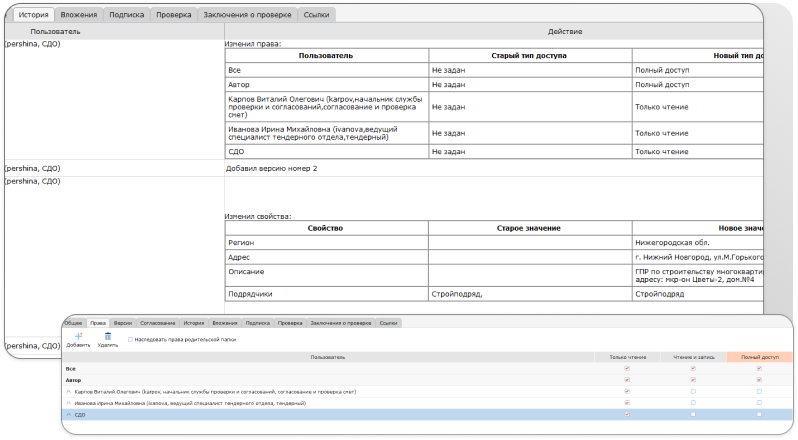 История Вложения Подписка Проверка Заключения о проверке Ссылки
Пользователь Действие
(pershina, СДО) Изменил права:
Пользователь Старый тип доступа Новый тип до
Все Не задан Полный доступ
Автор Не задан Полный доступ
Карпов Виталий Олегович (karpov,начальник службы
проверки и согласований,согласование и проверка Не задан Только чтение
смет)
Иванова Ирина Михайловна (ivanova,ведущий
специалист тендерного отдела,тендерный) Не задан Только чтение
СДО Не задан Только чтение
(pershina, СДО) Добавил версию номер 2
(pershina, СДО)
Изменил свойства:
Свойство Старое значение Новое значе
Регион Нижегородская обл.
Адрес г. Нижний Новгород, ул.М.Горького
Описание ГПР по строительству многокварти
адресу: мкр-он Цветы-2, дом.№4
Подрядчики Стройподряд, Стройподряд
(pershina, СДО)
Общие Права Версии Согласование История Вложения Подписка Проверка Заключения о проверке Ссылки
Добавить Удалить Наследовать права родительской папки
Пользователь Только чтение Чтение и запись Полный доступ
Все
Автор
Карпов Виталий Олегович (karpov, начальник службы проверки и согласований, согласование и проверка смет)
Иванова Ирина Михайловна (ivanova, ведущий специалист тендерного отдела, тендерный)
СДО